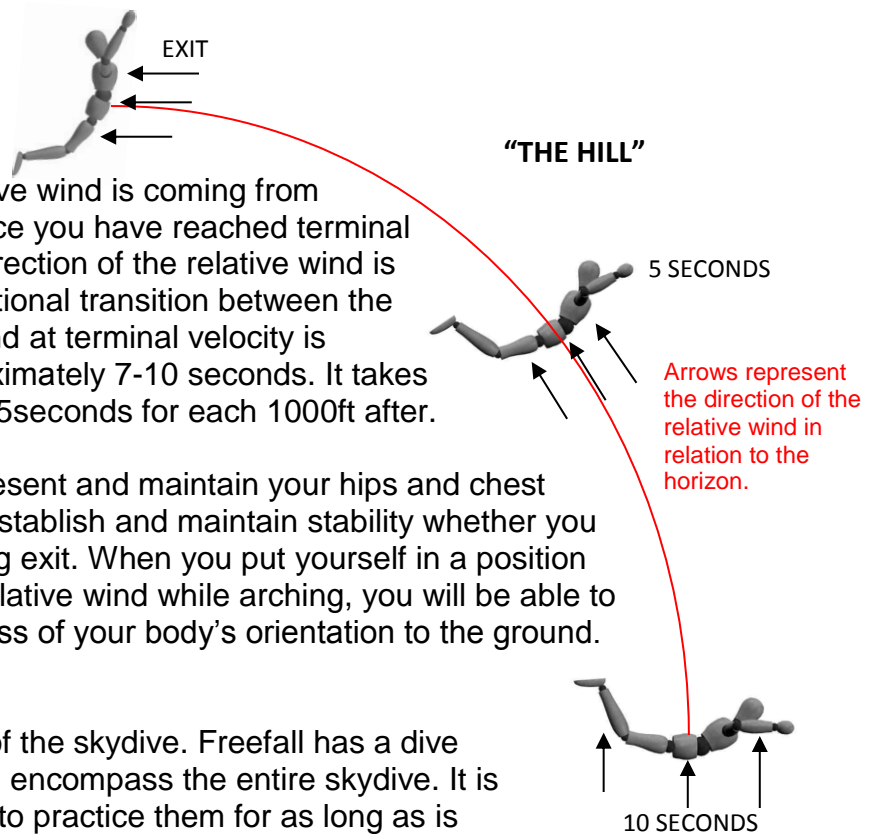 EXIT
"THE HILL"
ve wind is coming from
ce you have reached terminal
rection of the relative wind is
tional transition between the
nd at terminal velocity is
ximately 7-10 seconds. It takes
5seconds for each 1000ft after.
5 SECONDS
Arrows represent
the direction of the
relative wind in
relation to the
horizon.
esent and maintain your hips and chest
stablish and maintain stability whether you
g exit. When you put yourself in a position
lative wind while arching, you will be able to
ss of your body's orientation to the ground.
of the skydive. Freefall has a dive
encompass the entire skydive. It is
to practice them for as long as is
10 SECONDS